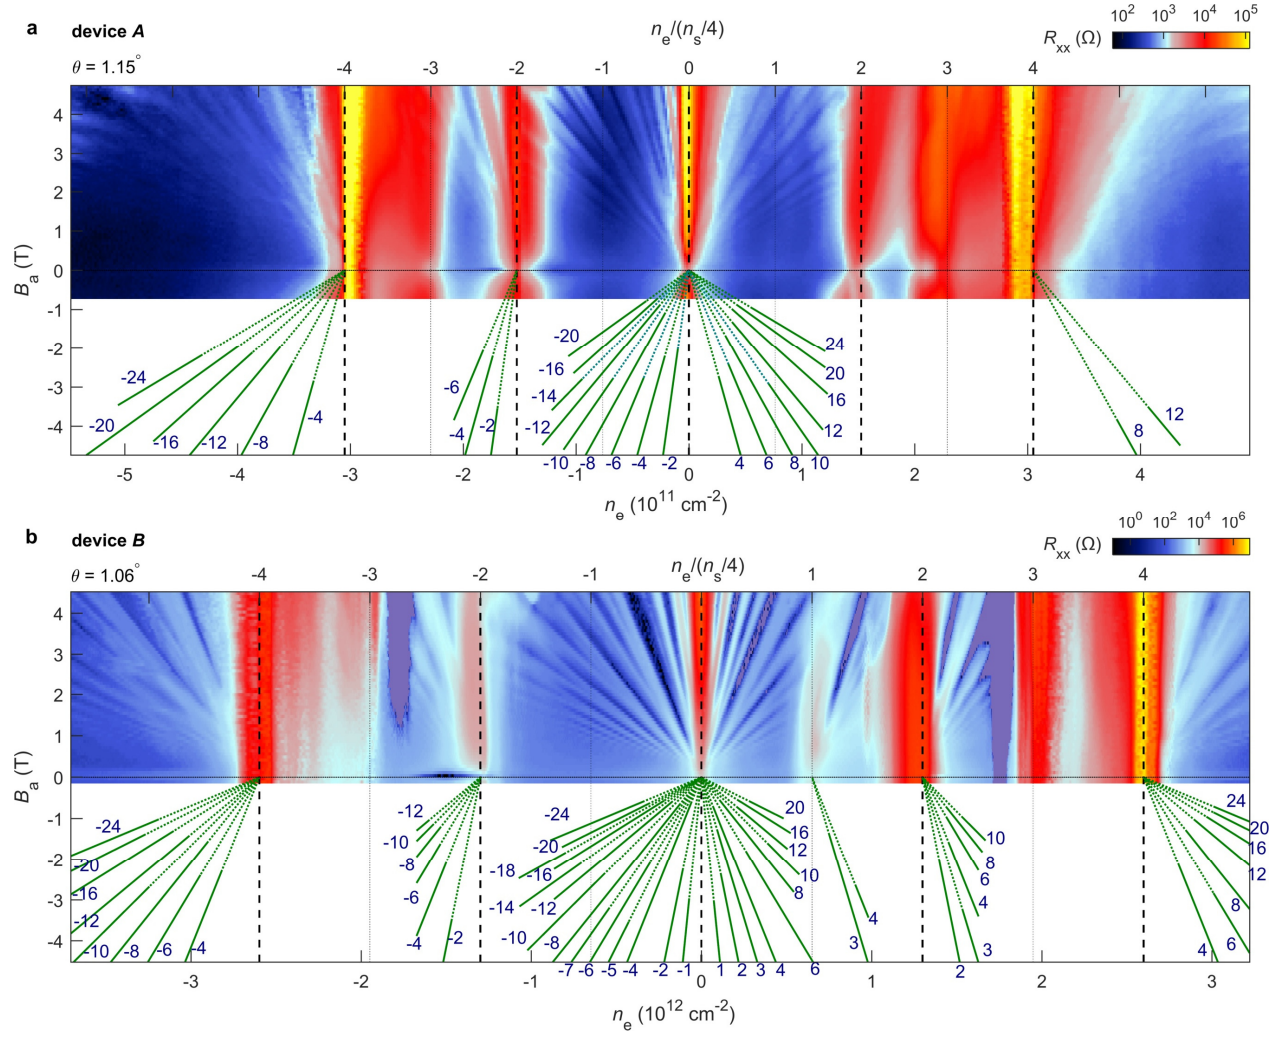 a device A
n_e/(n_s/4)
R_xx (Ω) 10^2 10^3 10^4 10^5
θ = 1.15°
-4 -3 -2 -1 0 1 2 3 4
4
3
2
1
0
-1
-2
-3
-4
B_a (T)
-24 -20 -16 -12 -8 -4
-6 -4 -2
-20 -16 -14 -12 -10 -8 -6 -4 -2
4 6 8 10 12 16 20 24
8 12
-5 -3 -2 -1 0 1 2 3 4
n_e (10^11 cm^-2)
b device B
n_e/(n_s/4)
R_xx (Ω) 10^0 10^2 10^4 10^6
θ = 1.06°
-4 -3 -2 -1 0 1 2 3 4
4
3
2
1
0
-1
-2
-3
-4
B_a (T)
-24 -20 -16 -12 -10 -8 -6 -4
-12 -10 -8 -6 -4 -2
-24 -20 -18 -16 -14 -12 -10 -8 -7 -6 -5 -4 -2 -1
1 2 3 4 6 8 10 12 16 20
4 3
10 8 6 4 3 2
24 20 16 12 8 6 4
-3 -2 -1 0 1 2 3
n_e (10^12 cm^-2)